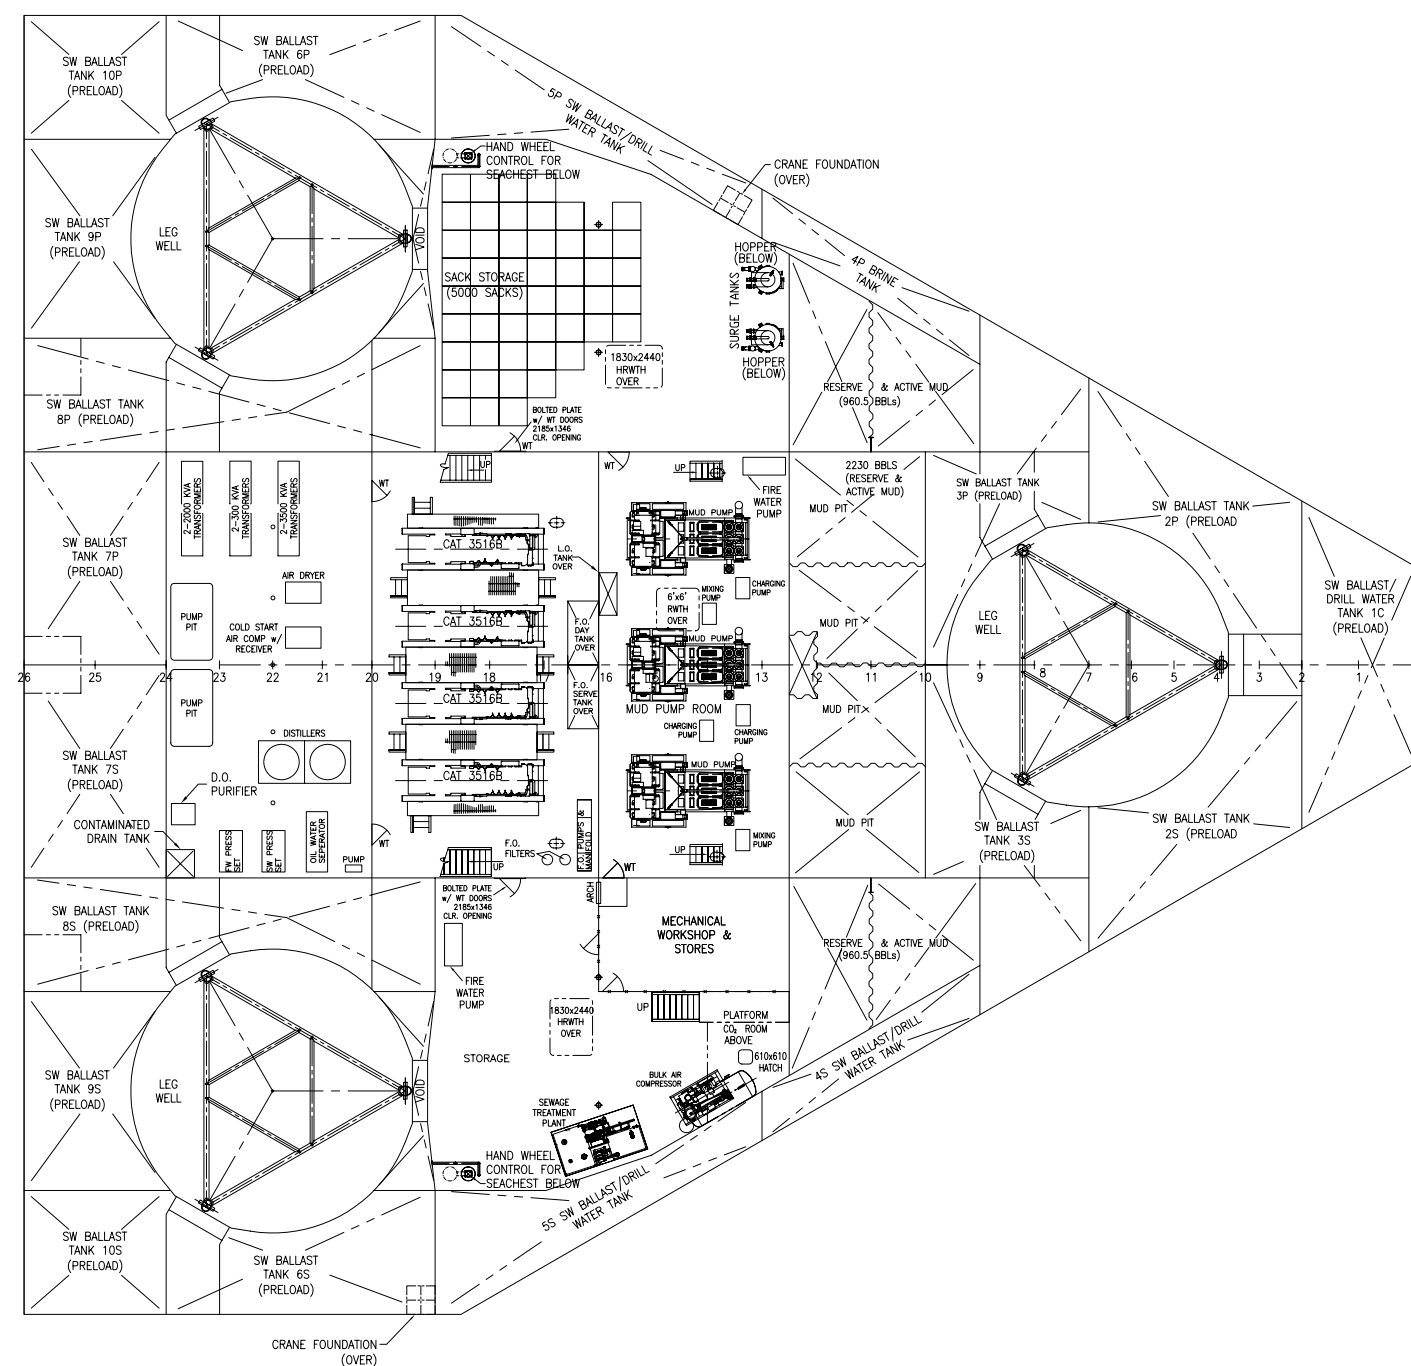 SW BALLAST
TANK 10P
(PRELOAD)
SW BALLAST
TANK 6P
(PRELOAD)
5P SW BALLAST/DRILL
WATER TANK
HAND WHEEL
CONTROL FOR
SEACHEST BELOW
CRANE FOUNDATION
(OVER)
SW BALLAST
TANK 9P
(PRELOAD)
LEG
WELL
VOID
SACK STORAGE
(5000 SACKS)
HOPPER
(BELOW)
SURGE TANKS
HOPPER
(BELOW)
4P BRINE
TANK
1830x2440
HRWTH
OVER
RESERVE & ACTIVE MUD
(960.5 BBLs)
SW BALLAST TANK
8P (PRELOAD)
BOLTED PLATE
w/ WT DOORS
2185x1346
CLR. OPENING
WT
UP
WT
WT
UP
FIRE
WATER
PUMP
2230 BBLS
(RESERVE &
ACTIVE MUD)
MUD PIT
SW BALLAST TANK
3P (PRELOAD)
SW BALLAST TANK
2P (PRELOAD
2-2000 KVA
TRANSFORMERS
2-300 KVA
TRANSFORMERS
2-3500 KVA
TRANSFORMERS
SW BALLAST
TANK 7P
(PRELOAD)
CAT 3516B
MUD PUMP
L.O.
TANK
OVER
AIR DRYER
MIXING
PUMP
CHARGING
PUMP
6'x6'
RWTH
OVER
SW BALLAST/
DRILL WATER
TANK 1C
(PRELOAD)
PUMP
PIT
COLD START
AIR COMP w/
RECEIVER
CAT 3516B
F.O.
DAY
TANK
OVER
MUD PUMP
MUD PIT
LEG
WELL
26 25 24 23 22 21 20 19 18 17 16 15 14 13 12 11 10 9 8 7 6 5 4 3 2 1
PUMP
PIT
CAT 3516B
F.O.
SERVE
TANK
OVER
MUD PUMP ROOM
MUD PIT
CHARGING
PUMP
CHARGING
PUMP
DISTILLERS
SW BALLAST
TANK 7S
(PRELOAD)
CAT 3516B
MUD PUMP
D.O.
PURIFIER
CONTAMINATED
DRAIN TANK
FW PRESS
SET
SW PRESS
SET
OIL WATER
SEPERATOR
PUMP
WT
F.O.
FILTERS
F.O. PUMPS &
MANIFOLD
UP
MIXING
PUMP
MUD PIT
SW BALLAST
TANK 3S
(PRELOAD)
SW BALLAST TANK
2S (PRELOAD
UP
WT
WT
SW BALLAST TANK
8S (PRELOAD)
BOLTED PLATE
w/ WT DOORS
2185x1346
CLR. OPENING
ARCH
MECHANICAL
WORKSHOP &
STORES
RESERVE & ACTIVE MUD
(960.5 BBLs)
FIRE
WATER
PUMP
1830x2440
HRWTH
OVER
UP
PLATFORM
CO₂ ROOM
ABOVE
610x610
HATCH
STORAGE
BULK AIR
COMPRESSOR
4S SW BALLAST/DRILL
WATER TANK
SW BALLAST
TANK 9S
(PRELOAD)
LEG
WELL
VOID
SEWAGE
TREATMENT
PLANT
HAND WHEEL
CONTROL FOR
SEACHEST BELOW
5S SW BALLAST/DRILL
WATER TANK
SW BALLAST
TANK 10S
(PRELOAD)
SW BALLAST
TANK 6S
(PRELOAD)
CRANE FOUNDATION
(OVER)